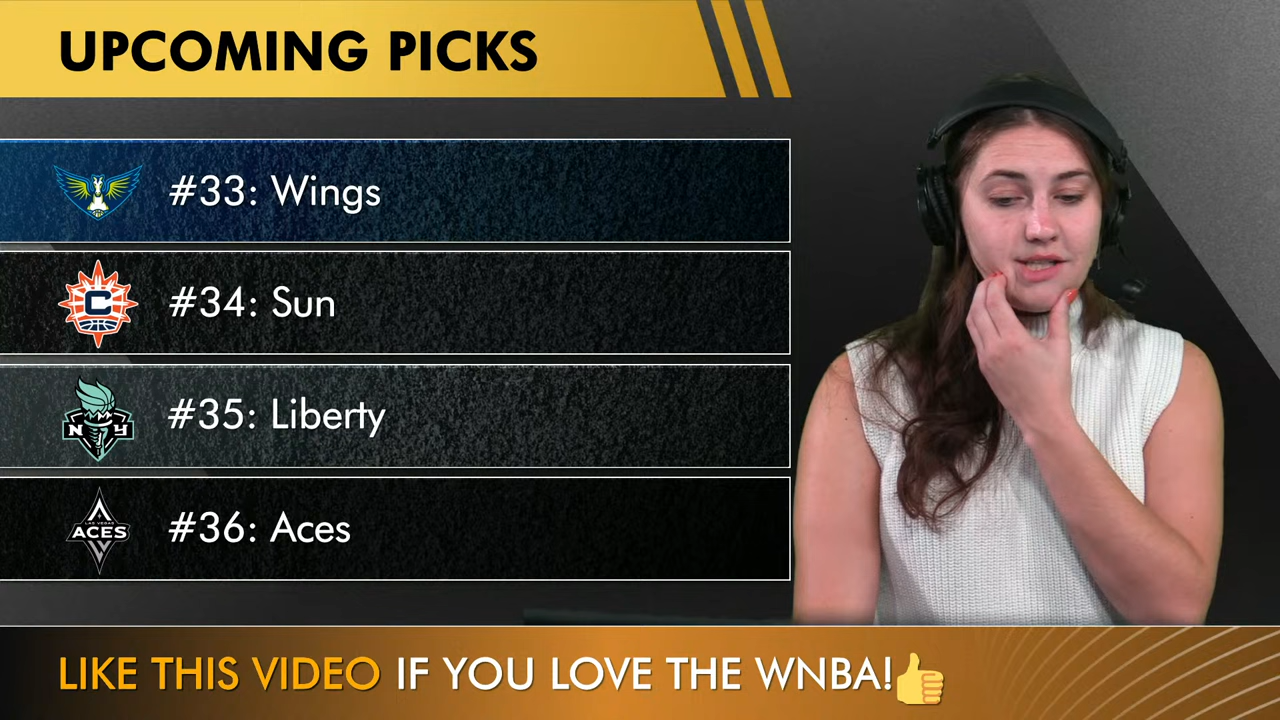 UPCOMING PICKS
#33: Wings
C
#34: Sun
N Y
#35: Liberty
LAS VEGAS
ACES
#36: Aces
LIKE THIS VIDEO IF YOU LOVE THE WNBA!👍